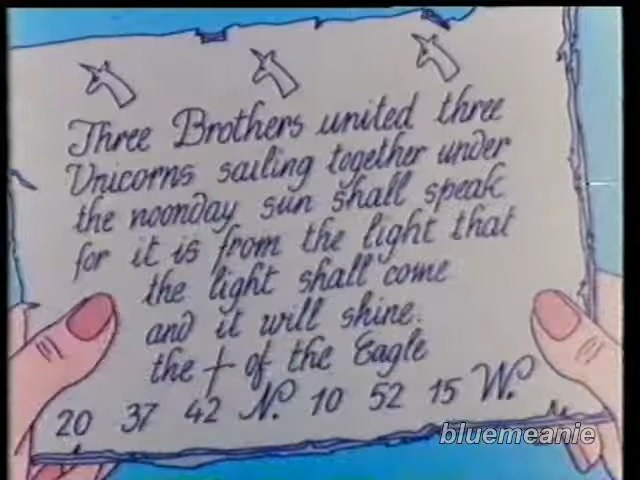 Three Brothers united three
Unicorns sailing together under
the noonday sun shall speak
for it is from the light that
the light shall come
and it will shine.
the † of the Eagle
20 37 42 N. 10 52 15 W.
bluemeanie